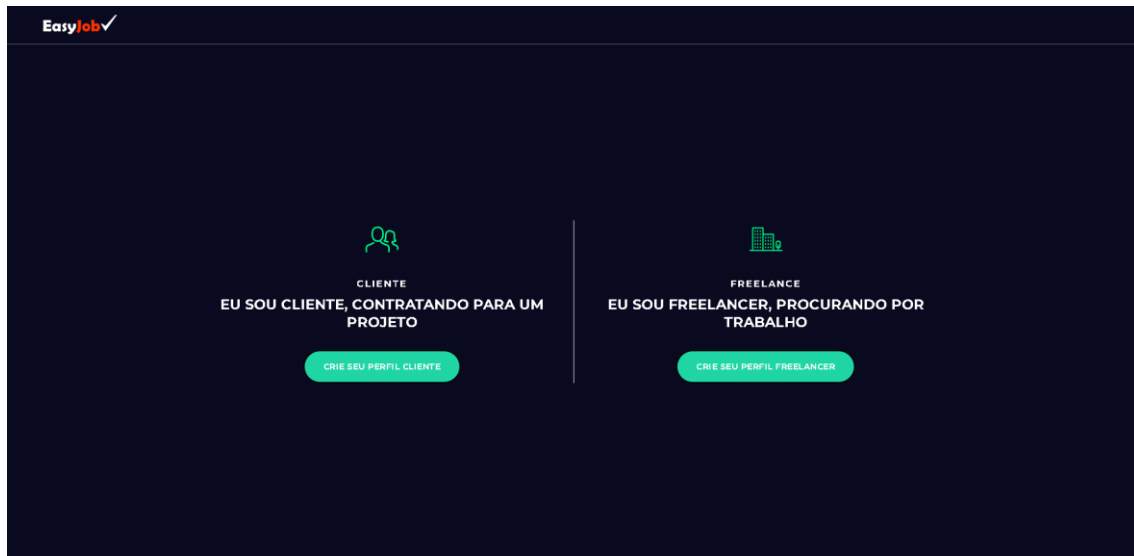 EasyJob
CLIENTE
EU SOU CLIENTE, CONTRATANDO PARA UM
PROJETO
CRIE SEU PERFIL CLIENTE
FREELANCE
EU SOU FREELANCER, PROCURANDO POR
TRABALHO
CRIE SEU PERFIL FREELANCER